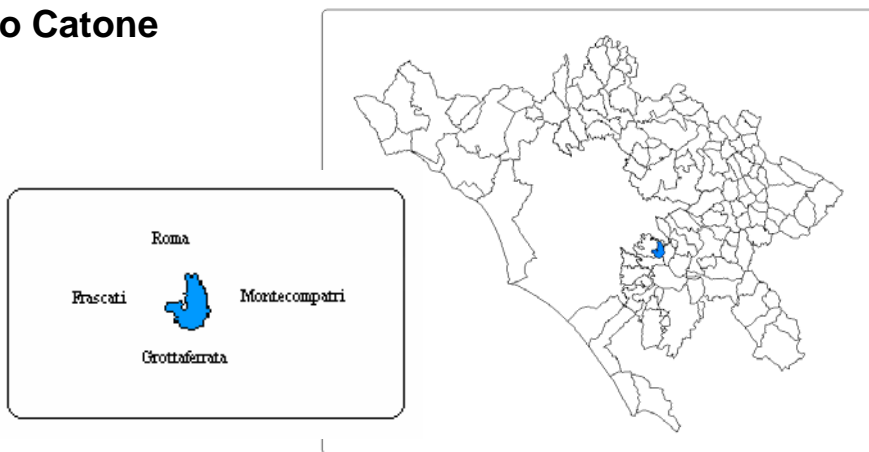 o Catone
Roma
Frascati
Montecompatri
Grottaferrata